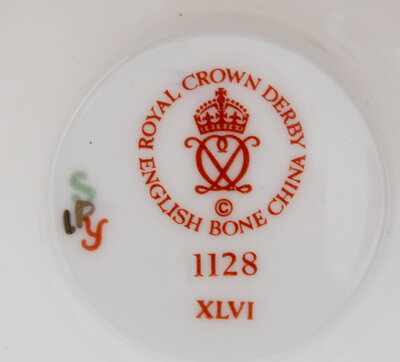 ROYAL CROWN DERBY
ENGLISH BONE CHINA
©
1128
XLVI
S